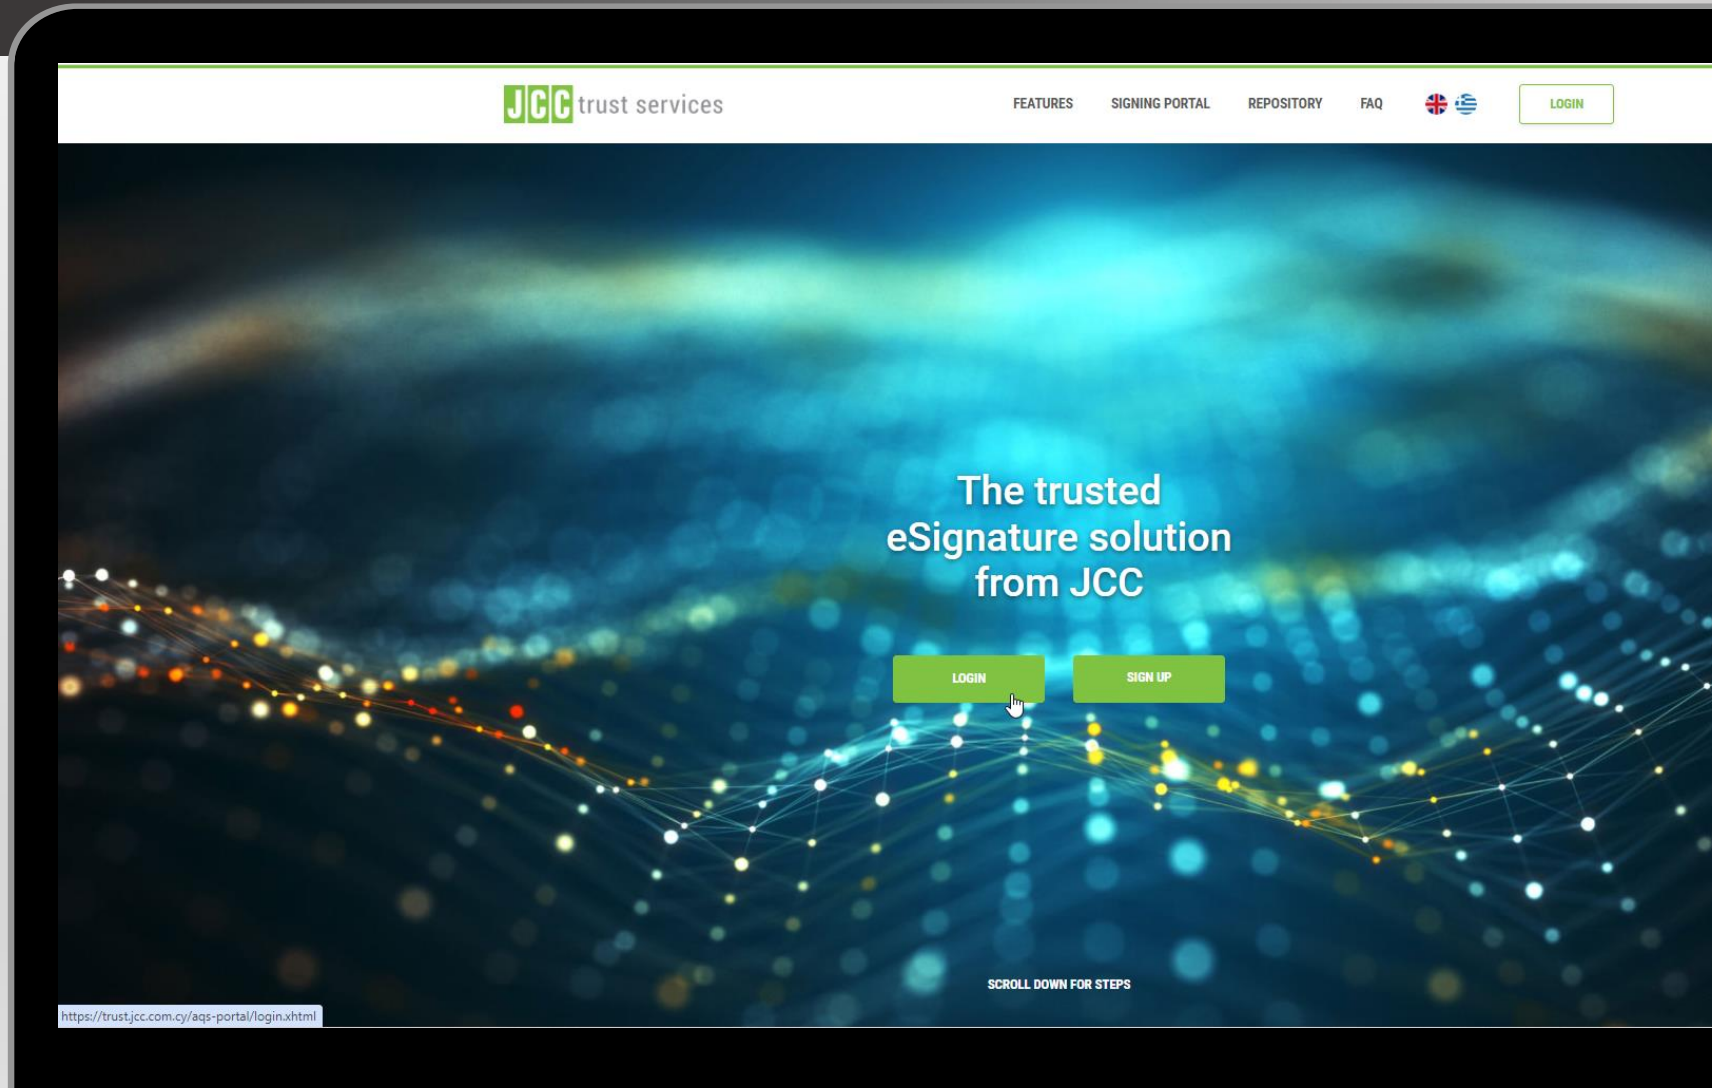 JCC trust services
FEATURES SIGNING PORTAL REPOSITORY FAQ LOGIN
The trusted
eSignature solution
from JCC
LOGIN SIGN UP
SCROLL DOWN FOR STEPS
https://trust.jcc.com.cy/aqs-portal/login.xhtml